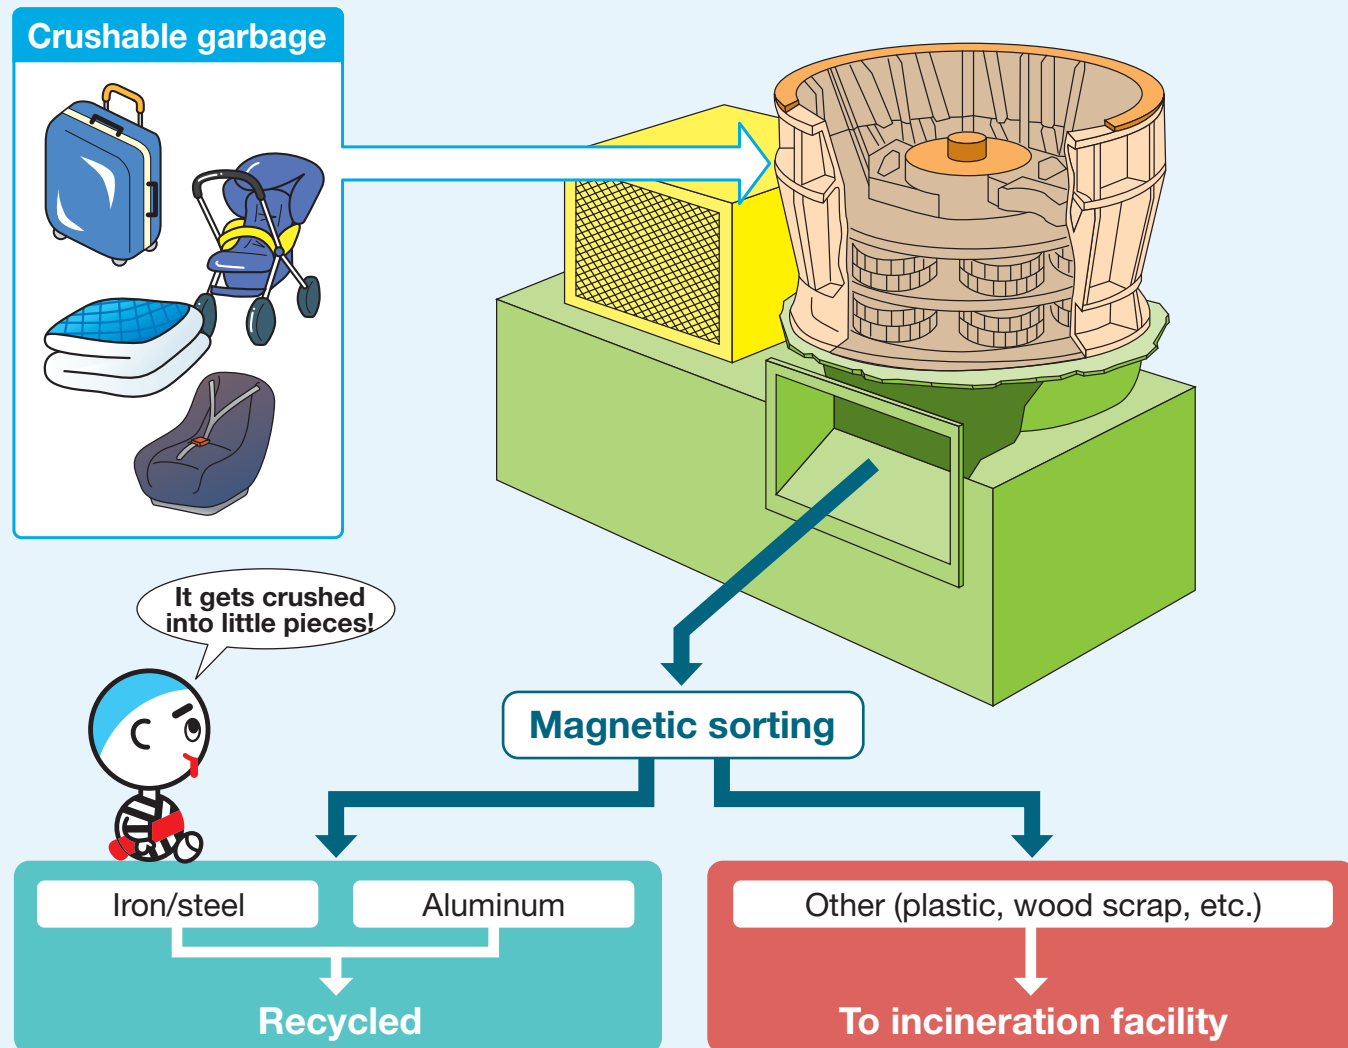 Crushable garbage
It gets crushed
into little pieces!
Magnetic sorting
Iron/steel
Aluminum
Recycled
Other (plastic, wood scrap, etc.)
To incineration facility